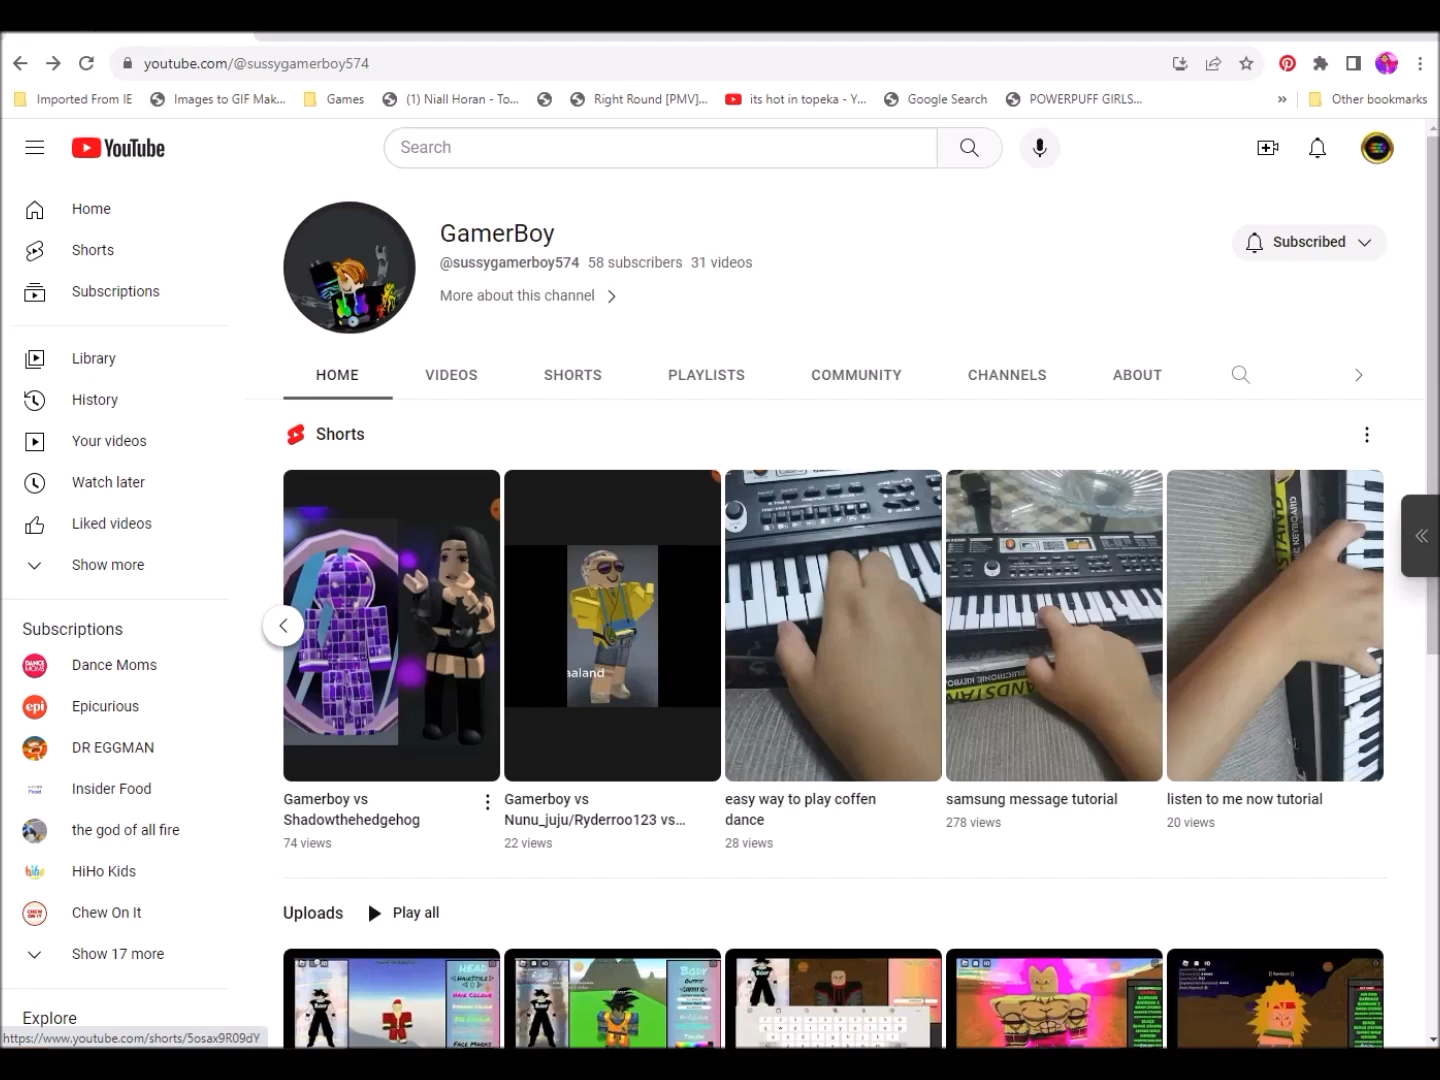 youtube.com/@sussygamerboy574
Imported From IE
Images to GIF Mak...
Games
(1) Niall Horan - To...
Right Round [PMV]...
its hot in topeka - Y...
Google Search
POWERPUFF GIRLS...
»
Other bookmarks
YouTube
Search
Home
Shorts
Subscriptions
Library
History
Your videos
Watch later
Liked videos
Show more
Subscriptions
Dance Moms
Epicurious
DR EGGMAN
Insider Food
the god of all fire
HiHo Kids
Chew On It
Show 17 more
Explore
https://www.youtube.com/shorts/5osax9R09dY
GamerBoy
@sussygamerboy574 58 subscribers 31 videos
More about this channel
Subscribed
HOME VIDEOS SHORTS PLAYLISTS COMMUNITY CHANNELS ABOUT
Shorts
aaland
Gamerboy vs
Shadowthehedgehog
74 views
Gamerboy vs
Nunu_juju/Ryderroo123 vs...
22 views
easy way to play coffen
dance
28 views
samsung message tutorial
278 views
listen to me now tutorial
20 views
Uploads
Play all